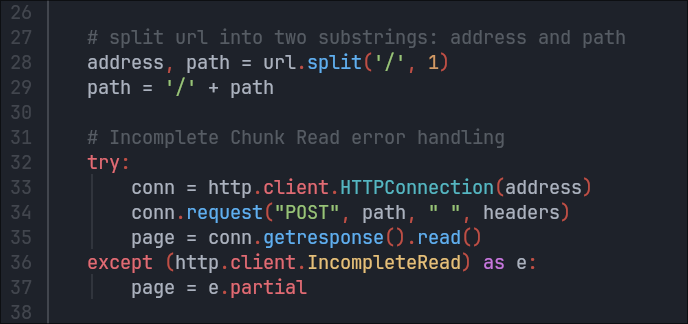 26
27 # split url into two substrings: address and path
28 address, path = url.split('/', 1)
29 path = '/' + path
30
31 # Incomplete Chunk Read error handling
32 try:
33 conn = http.client.HTTPConnection(address)
34 conn.request("POST", path, " ", headers)
35 page = conn.getresponse().read()
36 except (http.client.IncompleteRead) as e:
37 page = e.partial
38